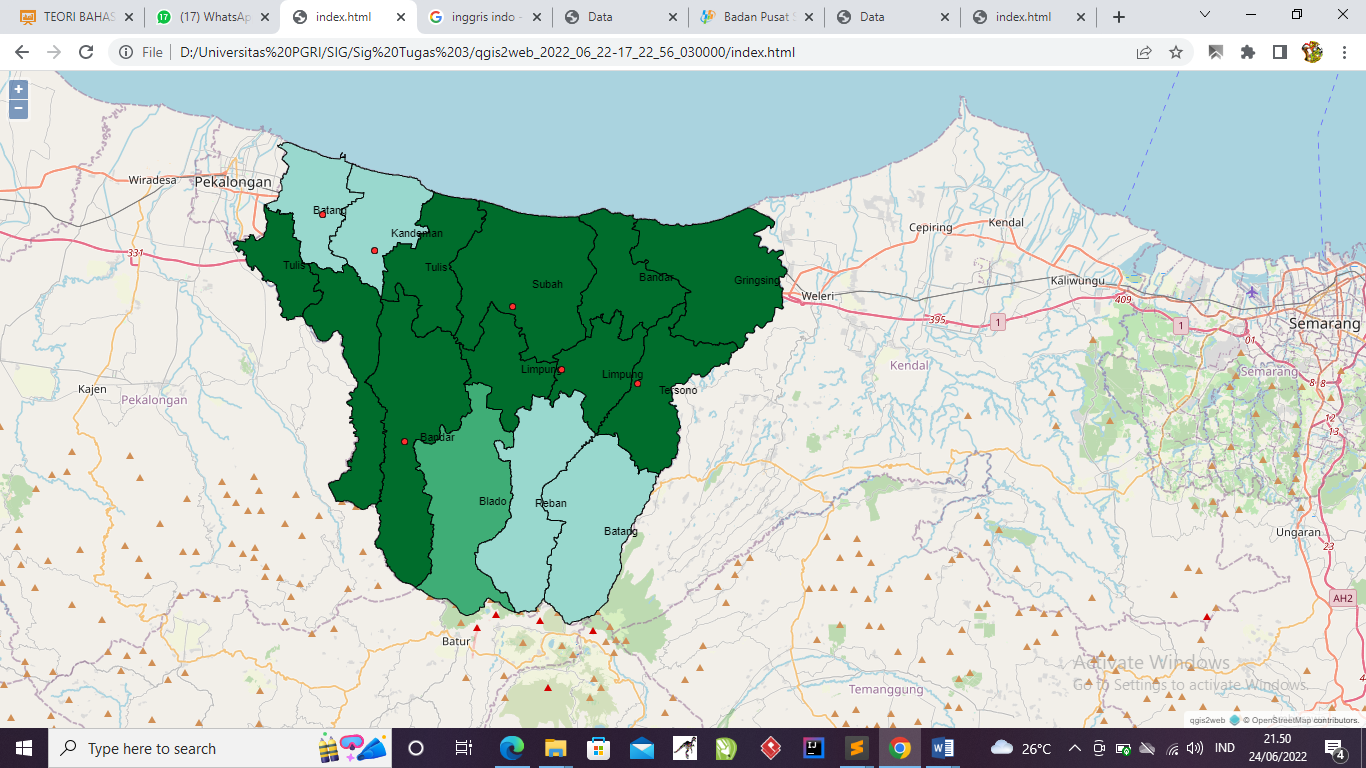 TEORI BAHAS
(17) WhatsAp
index.html
inggris indo -
Data
Badan Pusat S
Data
index.html
File
D:/Universitas%20PGRI/SIG/Sig%20Tugas%203/qgis2web_2022_06_22-17_22_56_030000/index.html
+
−
Wiradesa
Pekalongan
331
Batang
Kandeman
Tulis
Tulis
Subah
Bandar
Gringsing
Cepiring
Kendal
Kaliwungu
Weleri
409
395
1
1
Semarang
01
Kendal
Semarang
8
8
Kajen
Pekalongan
Limpung
Limpung
Tersono
12
13
Bandar
Blado
Reban
Batang
Ungaran
23
AH2
Batur
Temanggung
4
Activate Windows
Go to Settings to activate Windows.
qgis2web
© OpenStreetMap contributors.
Type here to search
26°C
IND
21.50
24/06/2022
4